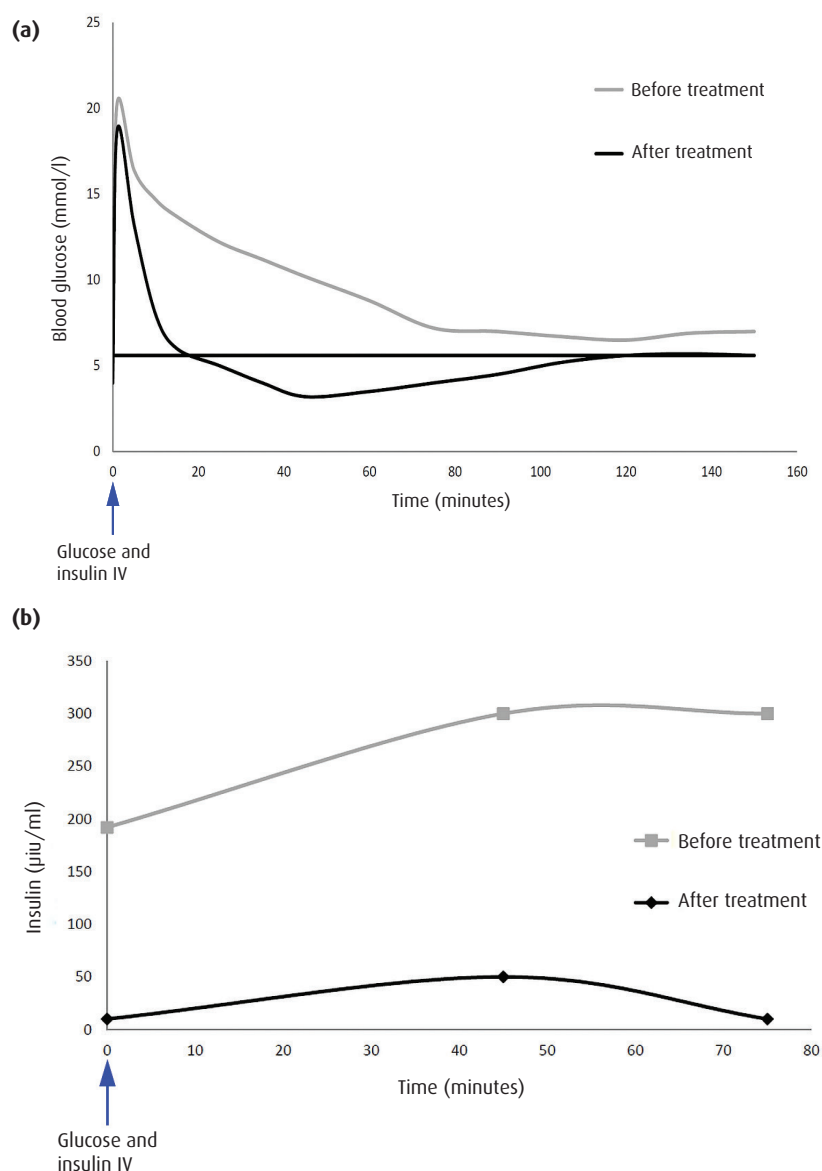 (a)
25
20
15
10
5
0
Blood glucose (mmol/l)
Before treatment
After treatment
0 20 40 60 80 100 120 140 160
Time (minutes)
Glucose and
insulin IV
(b)
350
300
250
200
150
100
50
0
Insulin (µiu/ml)
Before treatment
After treatment
0 10 20 30 40 50 60 70 80
Time (minutes)
Glucose and
insulin IV